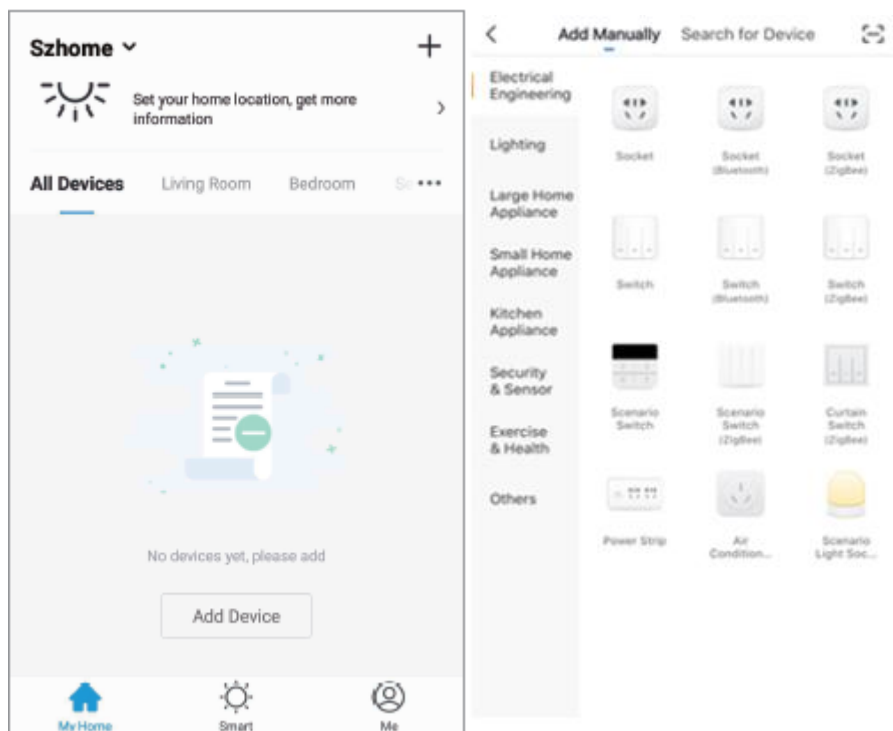 Szhome
Set your home location, get more
information
All Devices
Living Room
Bedroom
No devices yet, please add
Add Device
My Home
Smart
Me
Add Manually
Search for Device
Electrical
Engineering
Lighting
Large Home
Appliance
Small Home
Appliance
Kitchen
Appliance
Security
& Sensor
Exercise
& Health
Others
Socket
Socket
(Bluetooth)
Socket
(ZigBee)
Switch
Switch
(Bluetooth)
Switch
(ZigBee)
Scenario
Switch
Scenario
Switch
(ZigBee)
Curtain
Switch
(ZigBee)
Power Strip
Air
Condition...
Scenario
Light Soc...